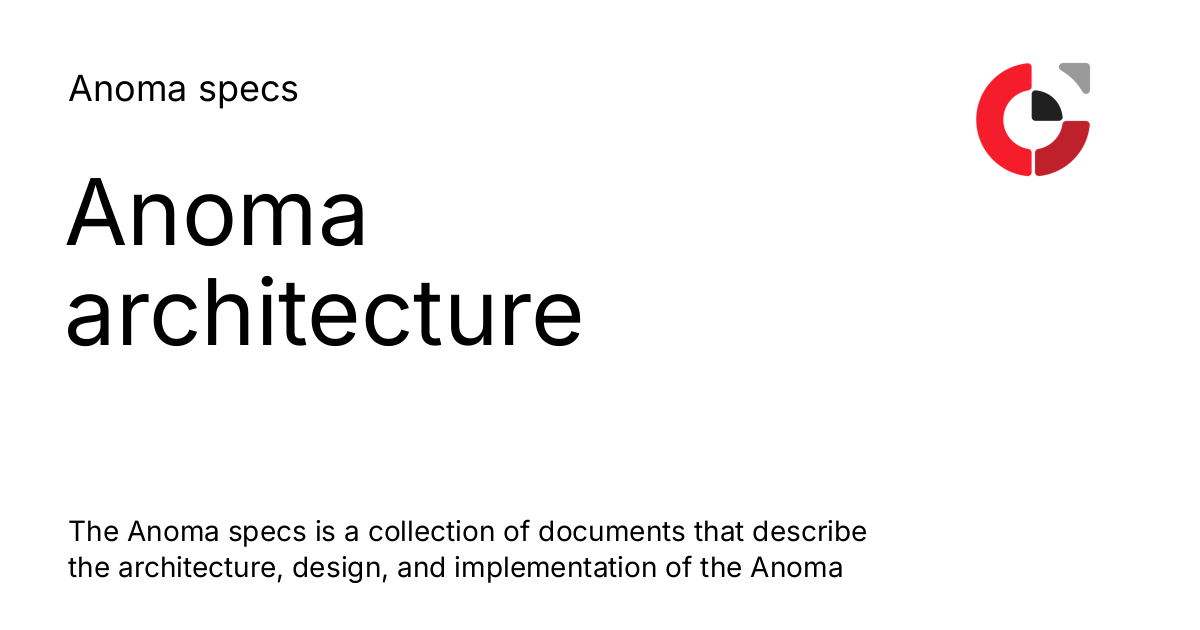 Anoma specs
Anoma
architecture
The Anoma specs is a collection of documents that describe
the architecture, design, and implementation of the Anoma